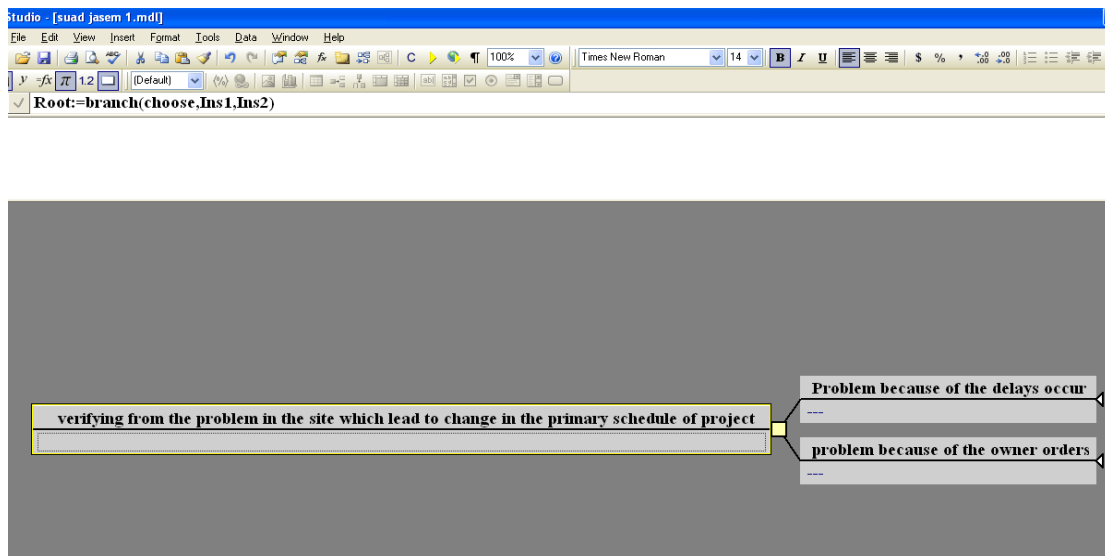 Studio - [suad jasem 1.mdl]
File Edit View Insert Format Tools Data Window Help
100% Times New Roman 14 B I U $ % ,
y =fx π 1.2 (Default)
Root:=branch(choose,Ins1,Ins2)
Problem because of the delays occur
---
verifying from the problem in the site which lead to change in the primary schedule of project
problem because of the owner orders
---